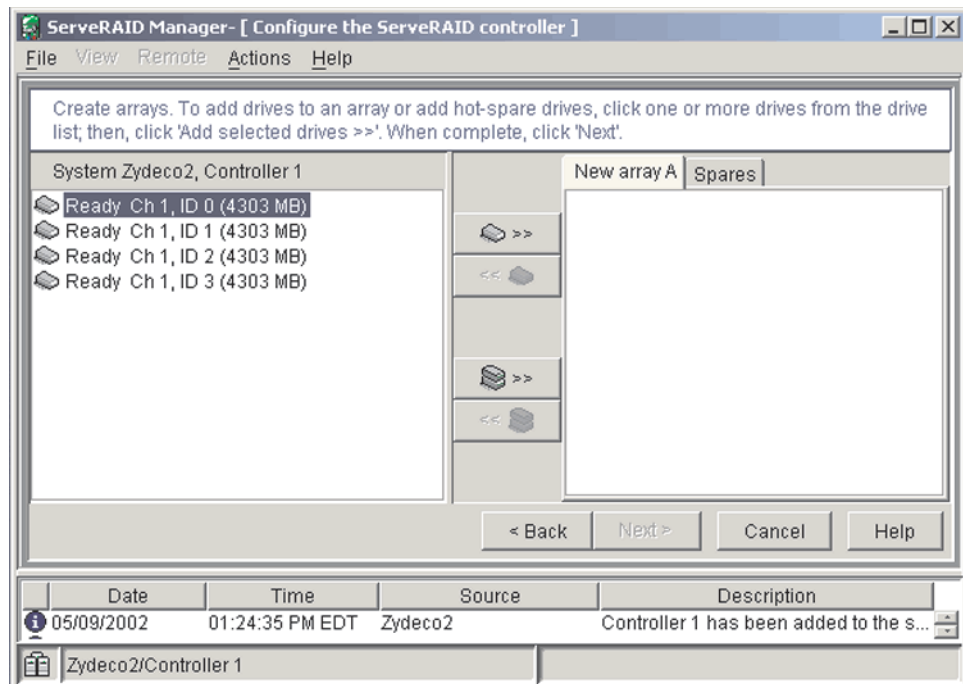 ServeRAID Manager- [ Configure the ServeRAID controller ]
File View Remote Actions Help
Create arrays. To add drives to an array or add hot-spare drives, click one or more drives from the drive
list; then, click 'Add selected drives >>'. When complete, click 'Next'.
System Zydeco2, Controller 1
New array A Spares
Ready Ch 1, ID 0 (4303 MB)
Ready Ch 1, ID 1 (4303 MB)
Ready Ch 1, ID 2 (4303 MB)
Ready Ch 1, ID 3 (4303 MB)
>>
<<
>>
<<
< Back Next > Cancel Help
Date Time Source Description
05/09/2002 01:24:35 PM EDT Zydeco2 Controller 1 has been added to the s...
Zydeco2/Controller 1